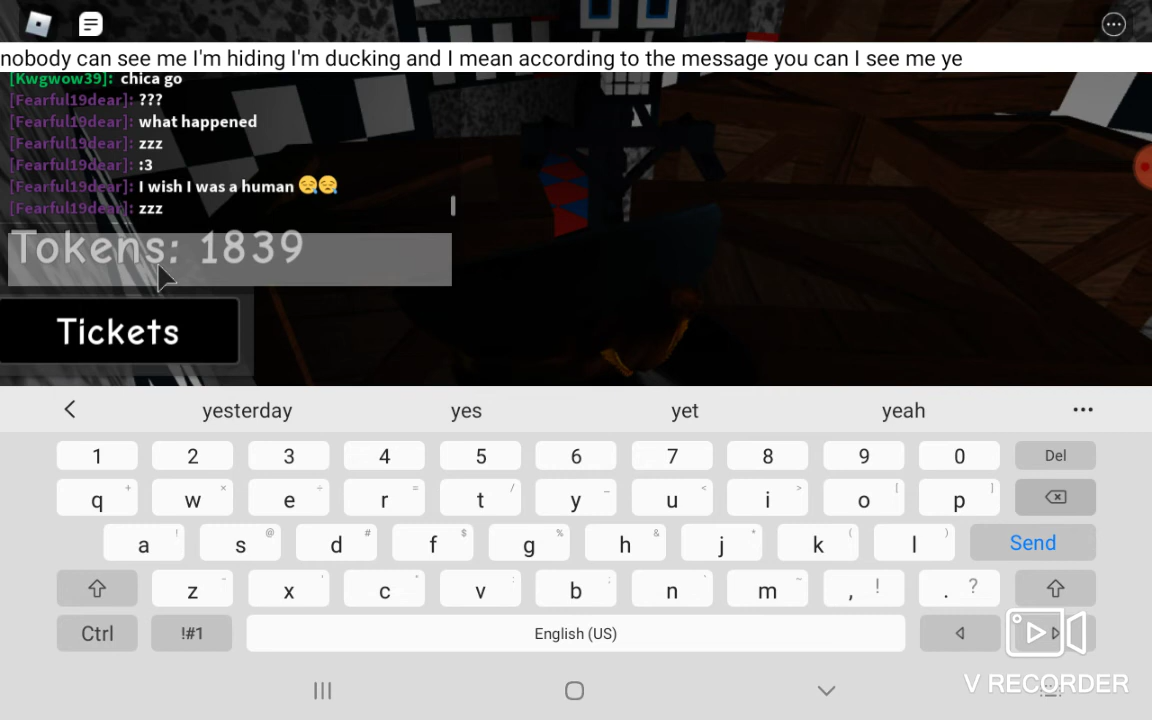 nobody can see me I'm hiding I'm ducking and I mean according to the message you can I see me ye
[Kwgwow39]: chica go
[Fearful19dear]: ???
[Fearful19dear]: what happened
[Fearful19dear]: zzz
[Fearful19dear]: :3
[Fearful19dear]: I wish I was a human 😪😪
[Fearful19dear]: zzz
Tokens: 1839
Tickets
yesterday yes yet yeah
1 2 3 4 5 6 7 8 9 0 Del
q w e r t y u i o p
a s d f g h j k l Send
z x c v b n m , ! . ?
Ctrl !#1 English (US)
V RECORDER